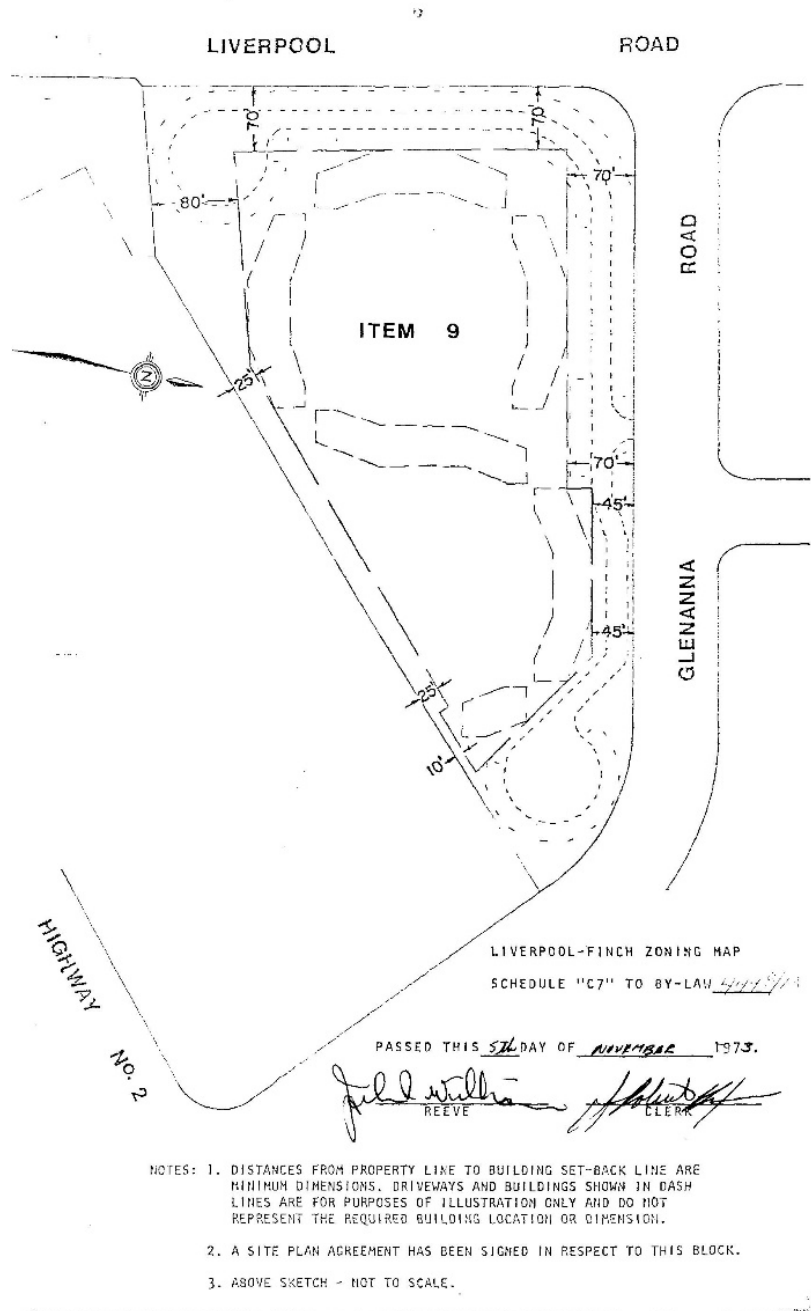 LIVERPOOL ROAD
70'
70'
70'
80'
ROAD
ITEM 9
N
25'
70'
45'
GLENANNA
45'
25'
10'
HIGHWAY No. 2
LIVERPOOL-FINCH ZONING MAP
SCHEDULE "C7" TO BY-LAW
PASSED THIS 5th DAY OF NOVEMBER 1973.
REEVE CLERK
NOTES: 1. DISTANCES FROM PROPERTY LINE TO BUILDING SET-BACK LINE ARE
MINIMUM DIMENSIONS. DRIVEWAYS AND BUILDINGS SHOWN IN DASH
LINES ARE FOR PURPOSES OF ILLUSTRATION ONLY AND DO NOT
REPRESENT THE REQUIRED BUILDING LOCATION OR DIMENSION.
2. A SITE PLAN AGREEMENT HAS BEEN SIGNED IN RESPECT TO THIS BLOCK.
3. ABOVE SKETCH - NOT TO SCALE.